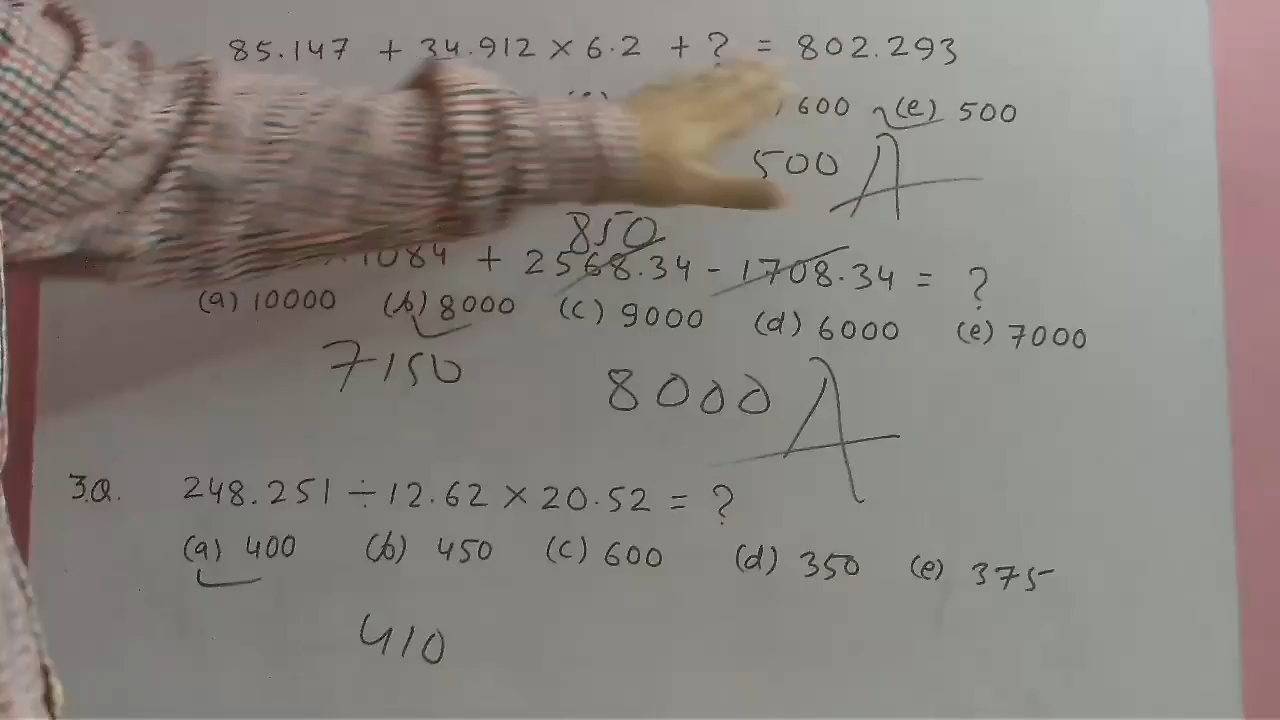 85.147 + 34.912 × 6.2 + ? = 802.293
600 (e) 500
500 A
850
1084 + 2568.34 - 1708.34 = ?
(a) 10000 (b) 8000 (c) 9000 (d) 6000 (e) 7000
7150
8000 A
3Q. 248.251 ÷ 12.62 × 20.52 = ?
(a) 400 (b) 450 (c) 600 (d) 350 (e) 375
410